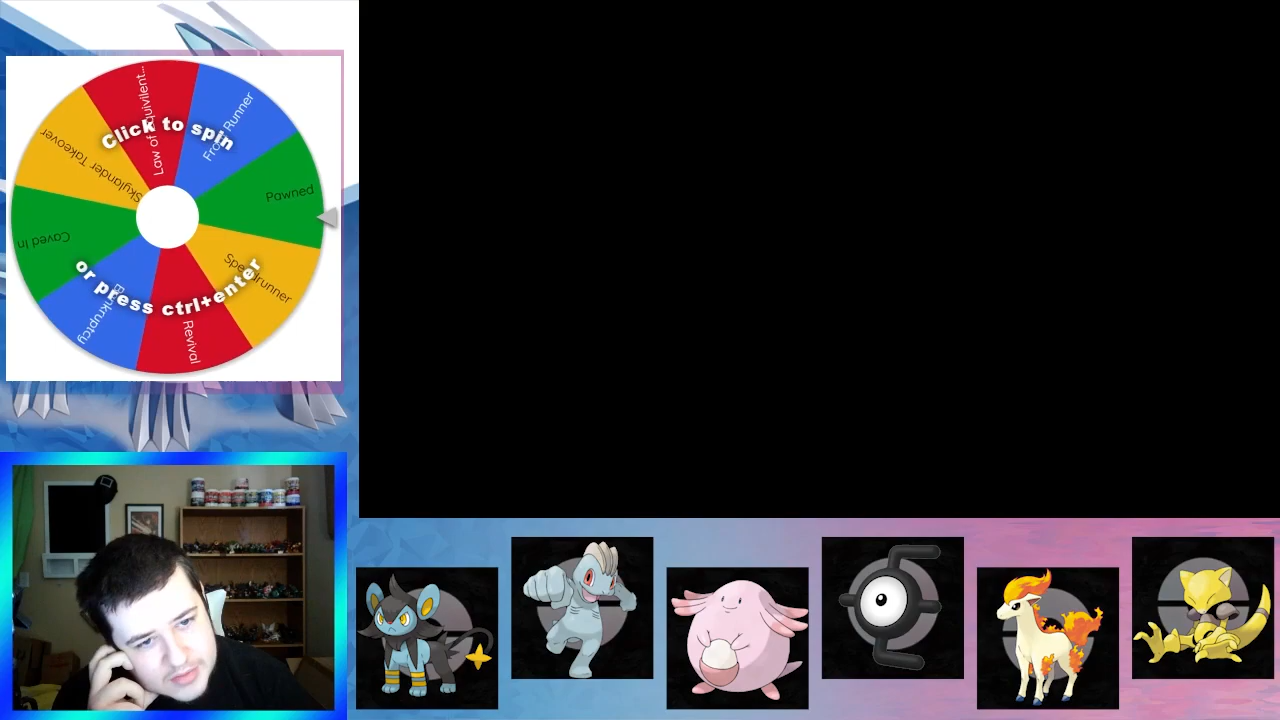 Law of Equivilent...
Click to spin
Skylander Takeover
Pawned
Caved In
Speedrunner
or press ctrl+enter
Bankruptcy
Revival
Runner